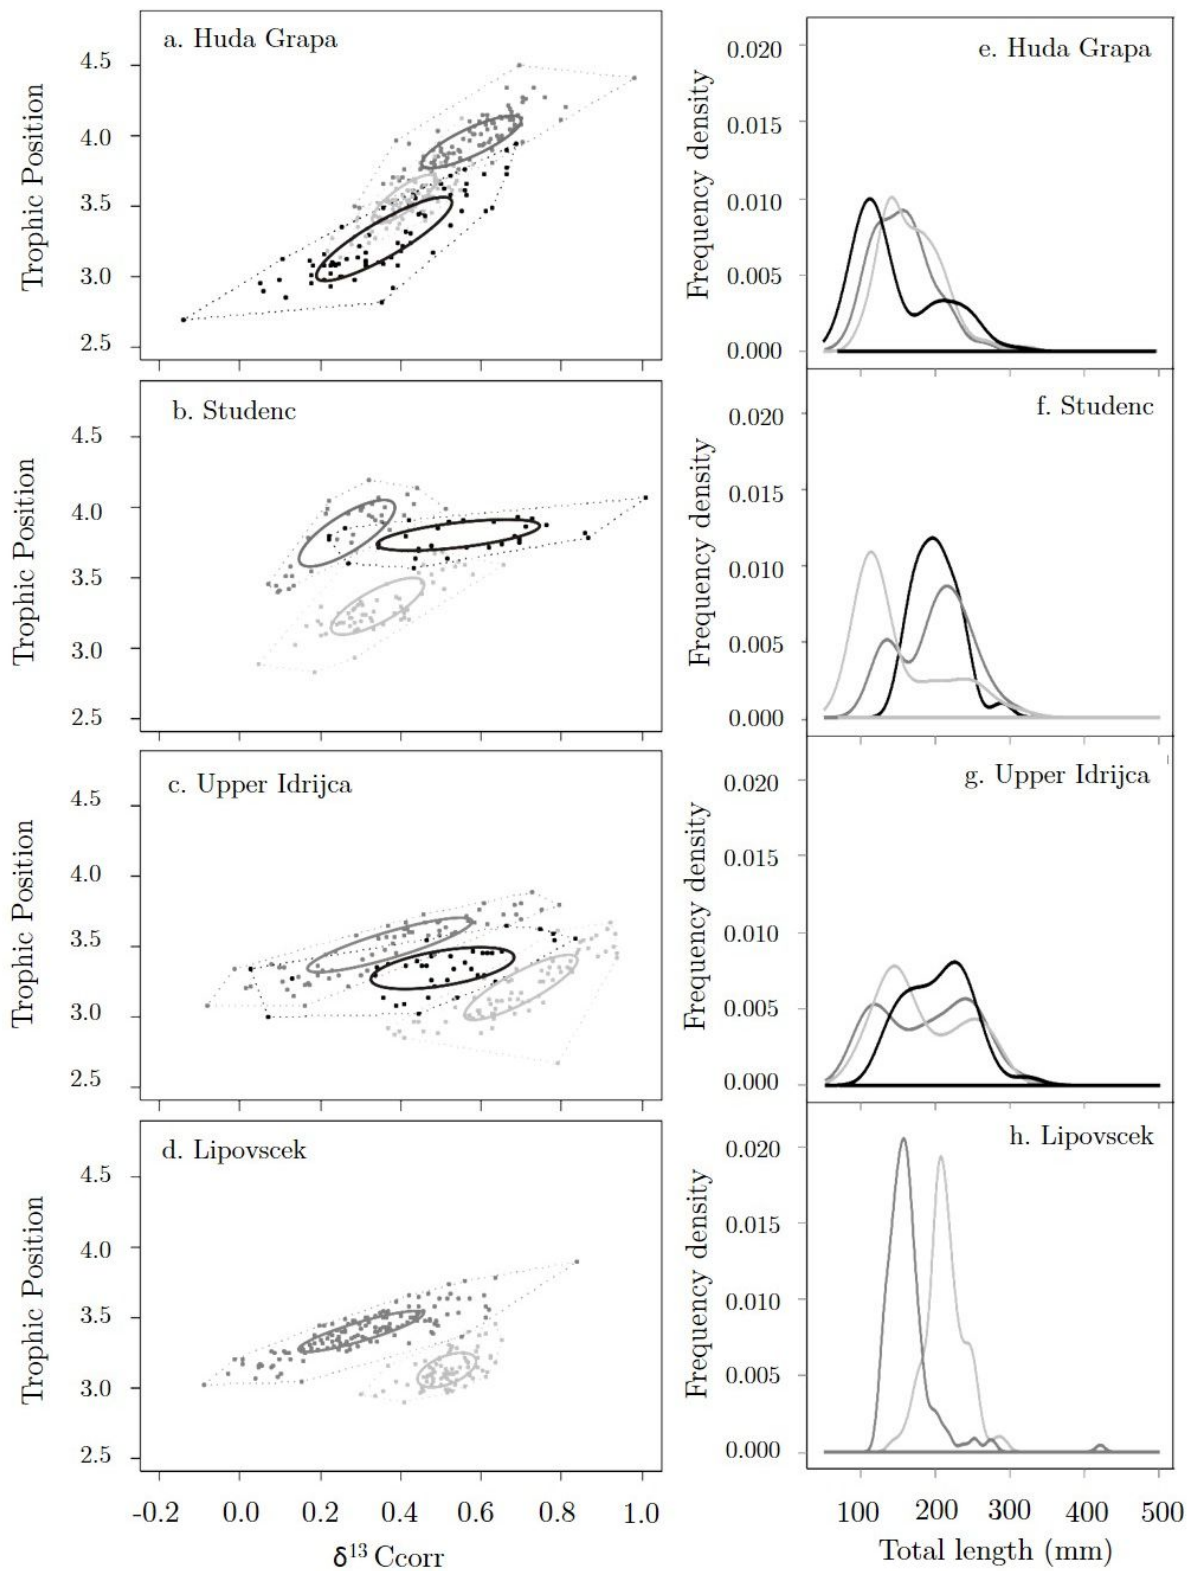 a. Huda Grapa
Trophic Position
4.5
4.0
3.5
3.0
2.5
e. Huda Grapa
Frequency density
0.020
0.015
0.010
0.005
0.000
b. Studenc
Trophic Position
4.5
4.0
3.5
3.0
2.5
f. Studenc
Frequency density
0.020
0.015
0.010
0.005
0.000
c. Upper Idrijca
Trophic Position
4.5
4.0
3.5
3.0
2.5
g. Upper Idrijca
Frequency density
0.020
0.015
0.010
0.005
0.000
d. Lipovscek
Trophic Position
4.5
4.0
3.5
3.0
2.5
-0.2 0.0 0.2 0.4 0.6 0.8 1.0
δ¹³ Ccorr
h. Lipovscek
Frequency density
0.020
0.015
0.010
0.005
0.000
100 200 300 400 500
Total length (mm)